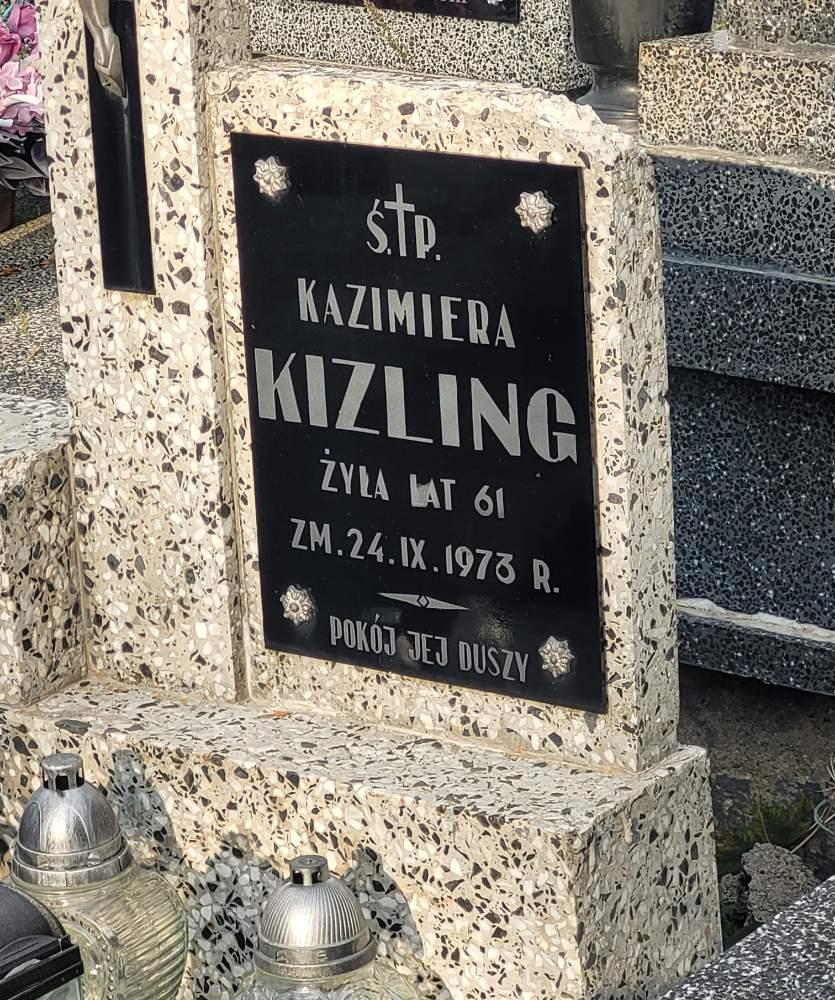 Ś.†P.
KAZIMIERA
KIZLING
ŻYŁA LAT 61
ZM. 24.IX.1973 R.
POKÓJ JEJ DUSZY